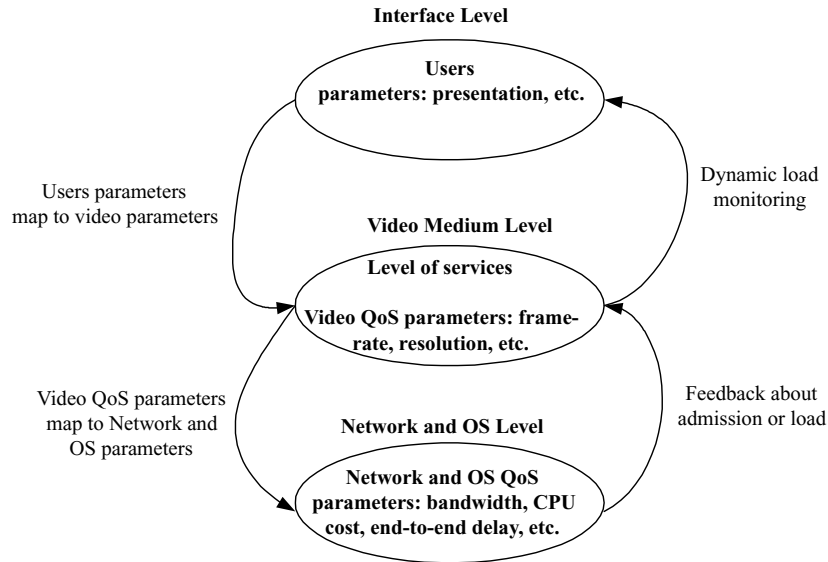 Interface Level
Users
parameters: presentation, etc.
Users parameters
map to video parameters
Dynamic load
monitoring
Video Medium Level
Level of services
Video QoS parameters: frame-
rate, resolution, etc.
Video QoS parameters
map to Network and
OS parameters
Feedback about
admission or load
Network and OS Level
Network and OS QoS
parameters: bandwidth, CPU
cost, end-to-end delay, etc.